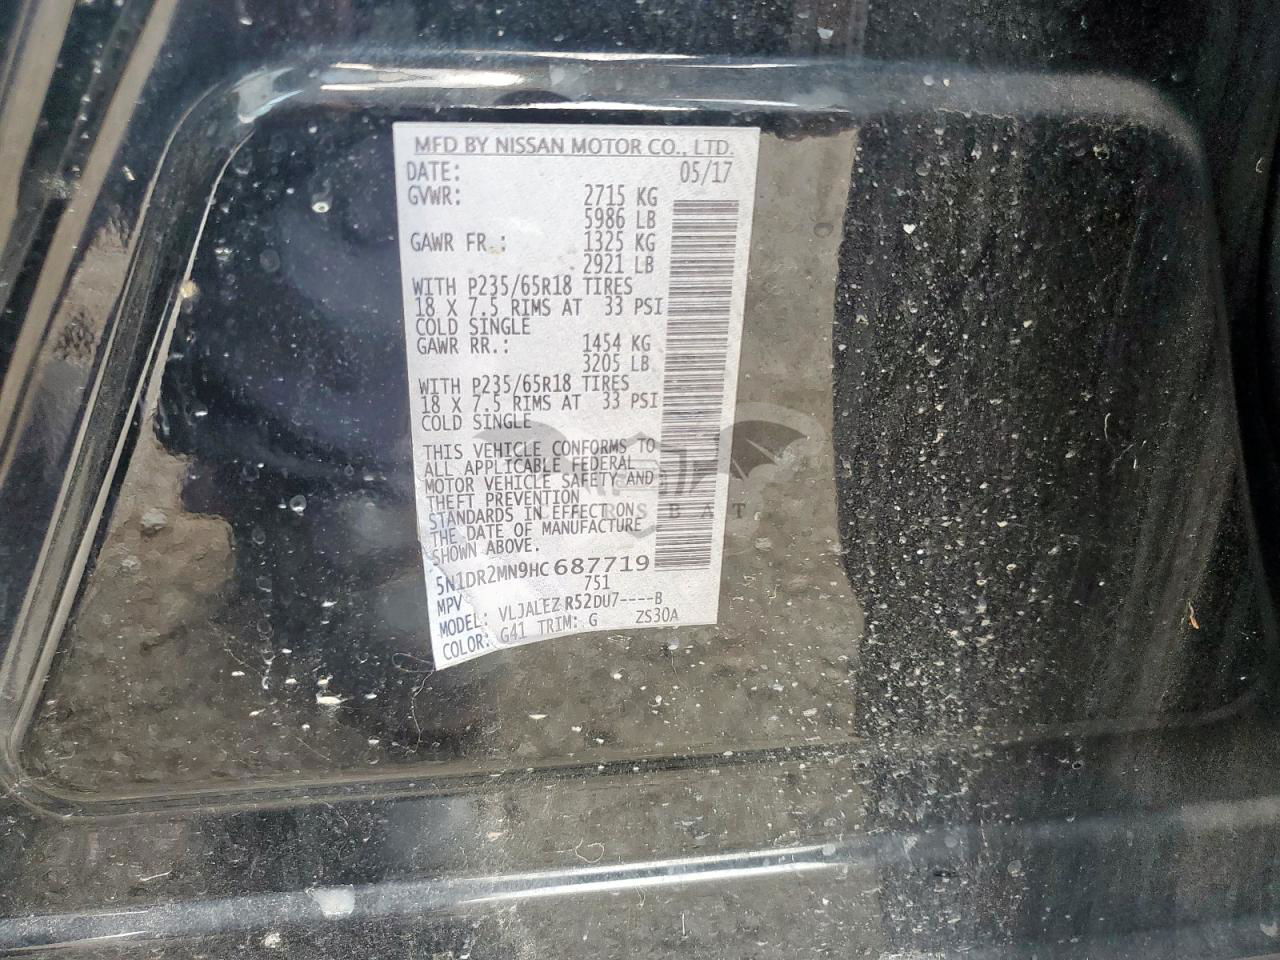 MFD BY NISSAN MOTOR CO., LTD.
DATE: 05/17
GVWR: 2715 KG
5986 LB
GAWR FR.: 1325 KG
2921 LB
WITH P235/65R18 TIRES
18 X 7.5 RIMS AT 33 PSI
COLD SINGLE
GAWR RR.: 1454 KG
3205 LB
WITH P235/65R18 TIRES
18 X 7.5 RIMS AT 33 PSI
COLD SINGLE
THIS VEHICLE CONFORMS TO
ALL APPLICABLE FEDERAL
MOTOR VEHICLE SAFETY AND
THEFT PREVENTION
STANDARDS IN EFFECT ON
THE DATE OF MANUFACTURE
SHOWN ABOVE.
5N1DR2MN9HC 687719
MPV 751
MODEL: VLJALEZ R52DU7----B
COLOR: G41 TRIM: G ZS30A